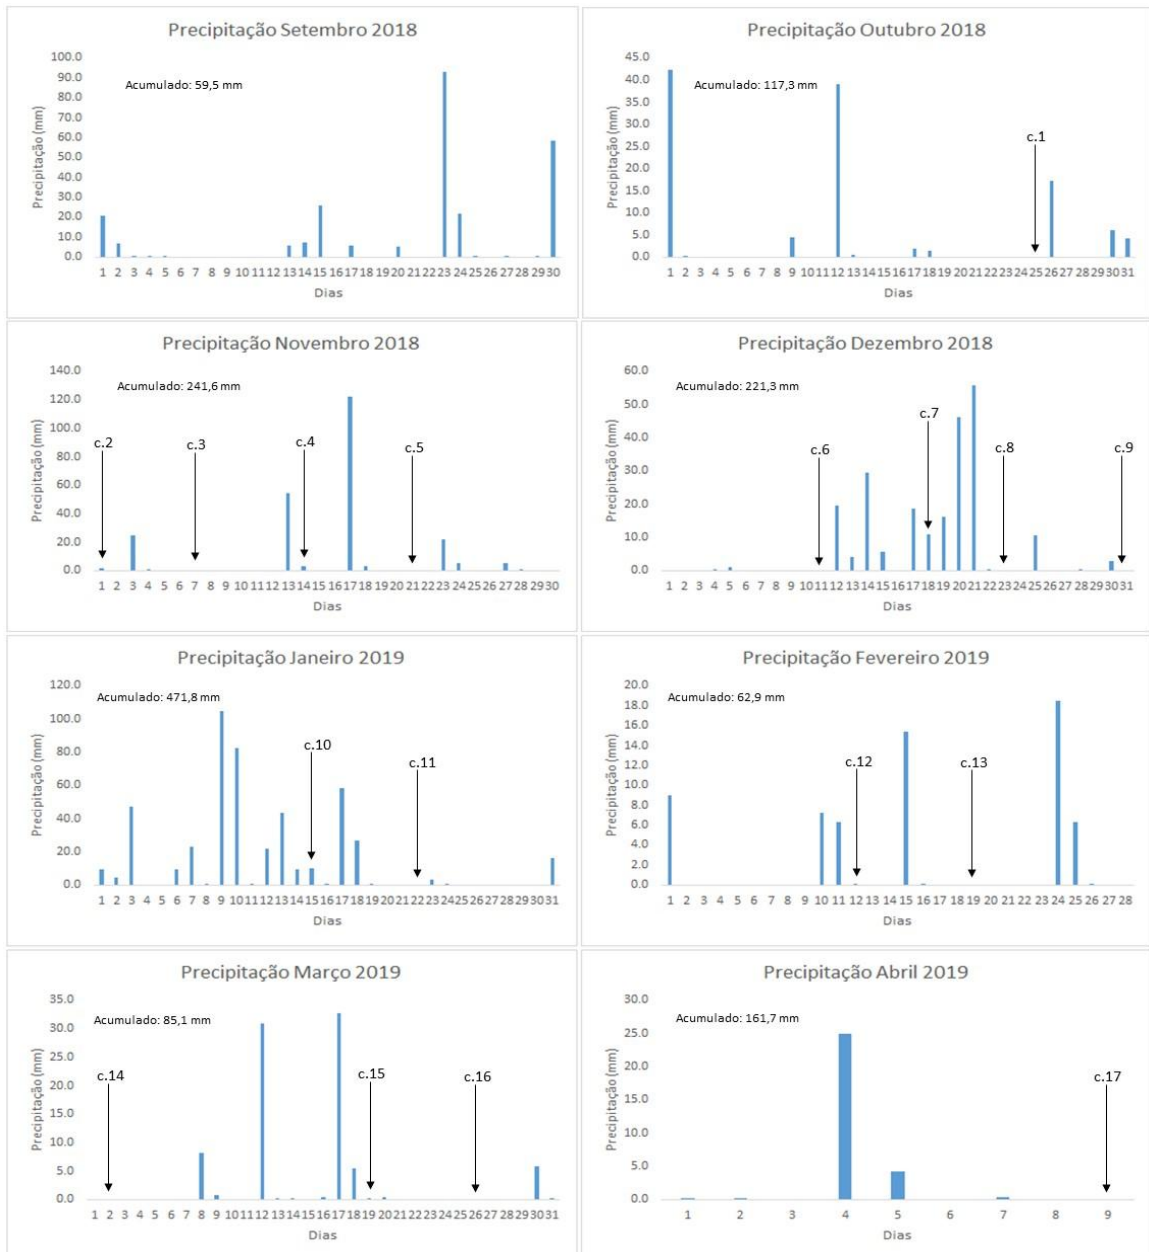 Precipitação Setembro 2018
100.0
90.0
80.0
70.0
60.0
50.0
40.0
30.0
20.0
10.0
0.0
Precipitação (mm)
Acumulado: 59,5 mm
1 2 3 4 5 6 7 8 9 10 11 12 13 14 15 16 17 18 19 20 21 22 23 24 25 26 27 28 29 30
Dias
Precipitação Outubro 2018
45.0
40.0
35.0
30.0
25.0
20.0
15.0
10.0
5.0
0.0
Precipitação (mm)
Acumulado: 117,3 mm
c.1
1 2 3 4 5 6 7 8 9 10 11 12 13 14 15 16 17 18 19 20 21 22 23 24 25 26 27 28 29 30 31
Dias
Precipitação Novembro 2018
140.0
120.0
100.0
80.0
60.0
40.0
20.0
0.0
Precipitação (mm)
Acumulado: 241,6 mm
c.2 c.3 c.4 c.5
1 2 3 4 5 6 7 8 9 10 11 12 13 14 15 16 17 18 19 20 21 22 23 24 25 26 27 28 29 30
Dias
Precipitação Dezembro 2018
60.0
50.0
40.0
30.0
20.0
10.0
0.0
Precipitação (mm)
Acumulado: 221,3 mm
c.6 c.7 c.8 c.9
1 2 3 4 5 6 7 8 9 10 11 12 13 14 15 16 17 18 19 20 21 22 23 24 25 26 27 28 29 30 31
Dias
Precipitação Janeiro 2019
120.0
100.0
80.0
60.0
40.0
20.0
0.0
Precipitação (mm)
Acumulado: 471,8 mm
c.10 c.11
1 2 3 4 5 6 7 8 9 10 11 12 13 14 15 16 17 18 19 20 21 22 23 24 25 26 27 28 29 30 31
Dias
Precipitação Fevereiro 2019
20.0
18.0
16.0
14.0
12.0
10.0
8.0
6.0
4.0
2.0
0.0
Precipitação (mm)
Acumulado: 62,9 mm
c.12 c.13
1 2 3 4 5 6 7 8 9 10 11 12 13 14 15 16 17 18 19 20 21 22 23 24 25 26 27 28
Dias
Precipitação Março 2019
35.0
30.0
25.0
20.0
15.0
10.0
5.0
0.0
Precipitação (mm)
Acumulado: 85,1 mm
c.14 c.15 c.16
1 2 3 4 5 6 7 8 9 10 11 12 13 14 15 16 17 18 19 20 21 22 23 24 25 26 27 28 29 30 31
Dias
Precipitação Abril 2019
30.0
25.0
20.0
15.0
10.0
5.0
0.0
Precipitação (mm)
Acumulado: 161,7 mm
c.17
1 2 3 4 5 6 7 8 9
Dias